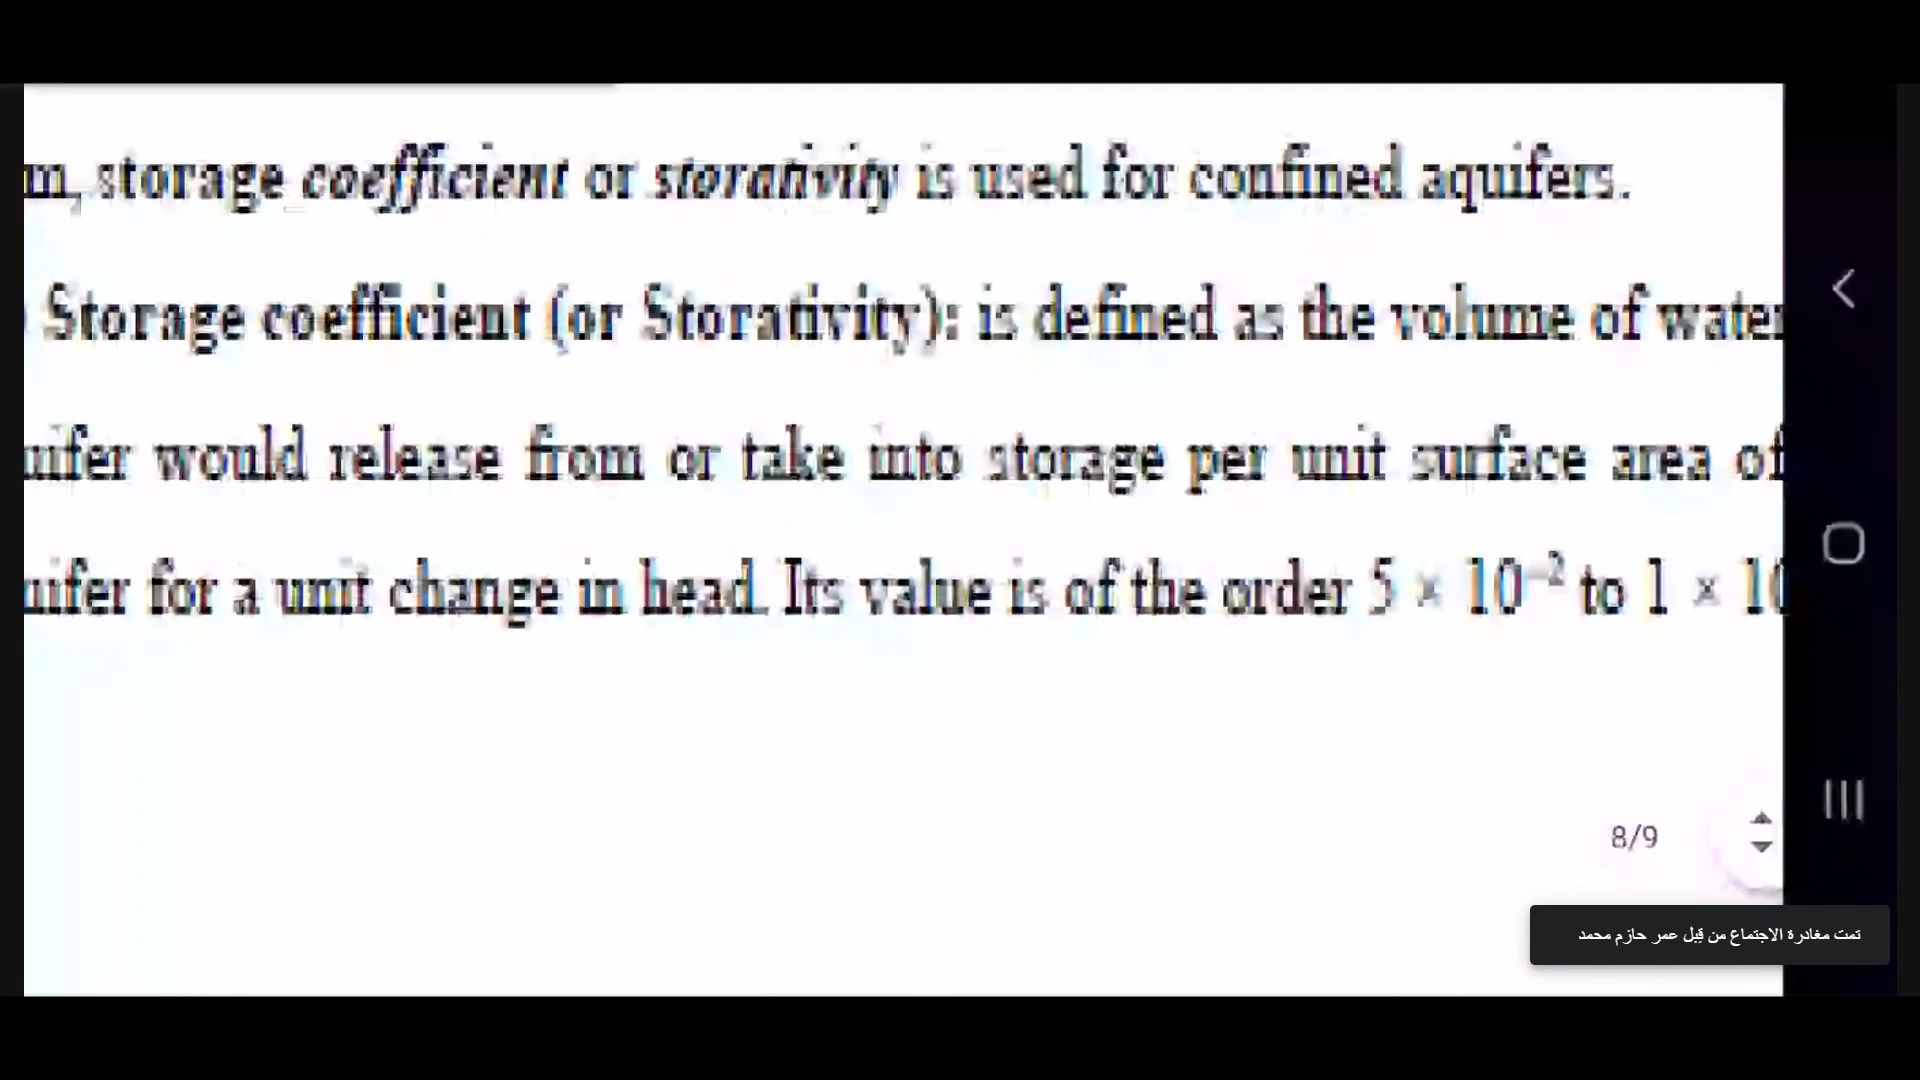 m, storage coefficient or storativity is used for confined aquifers.
Storage coefficient (or Storativity): is defined as the volume of water
uifer would release from or take into storage per unit surface area of
uifer for a unit change in head. Its value is of the order 5 × 10⁻² to 1 × 10
8/9
تمت مغادرة الاجتماع من قِبل عمر حازم محمد